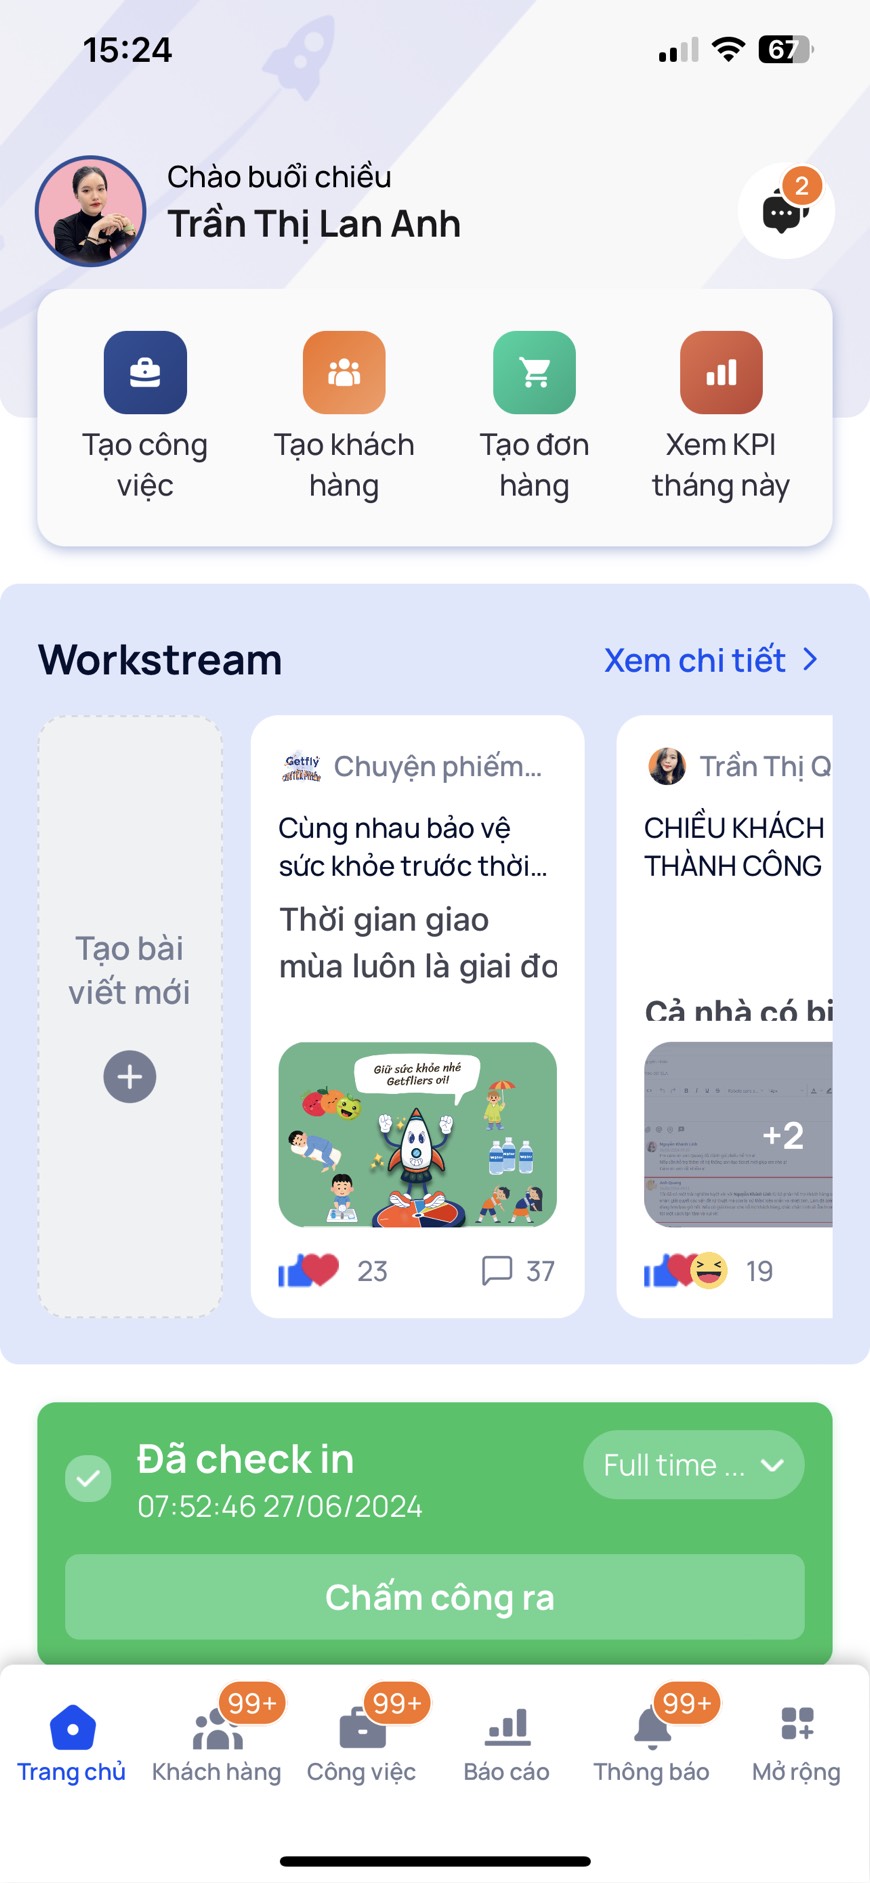 15:24
67
Chào buổi chiều
Trần Thị Lan Anh
2
Tạo công
việc
Tạo khách
hàng
Tạo đơn
hàng
Xem KPI
tháng này
Workstream
Xem chi tiết
Tạo bài
viết mới
Getfly
Chuyện phiếm...
Cùng nhau bảo vệ
sức khỏe trước thời...
Thời gian giao
mùa luôn là giai đo
Giữ sức khỏe nhé
Getfliers ơi!
23
37
Trần Thị Q
CHIỀU KHÁCH
THÀNH CÔNG
Cả nhà có bi
+2
19
Đã check in
07:52:46 27/06/2024
Full time ...
Chấm công ra
99+
99+
99+
Trang chủ
Khách hàng
Công việc
Báo cáo
Thông báo
Mở rộng